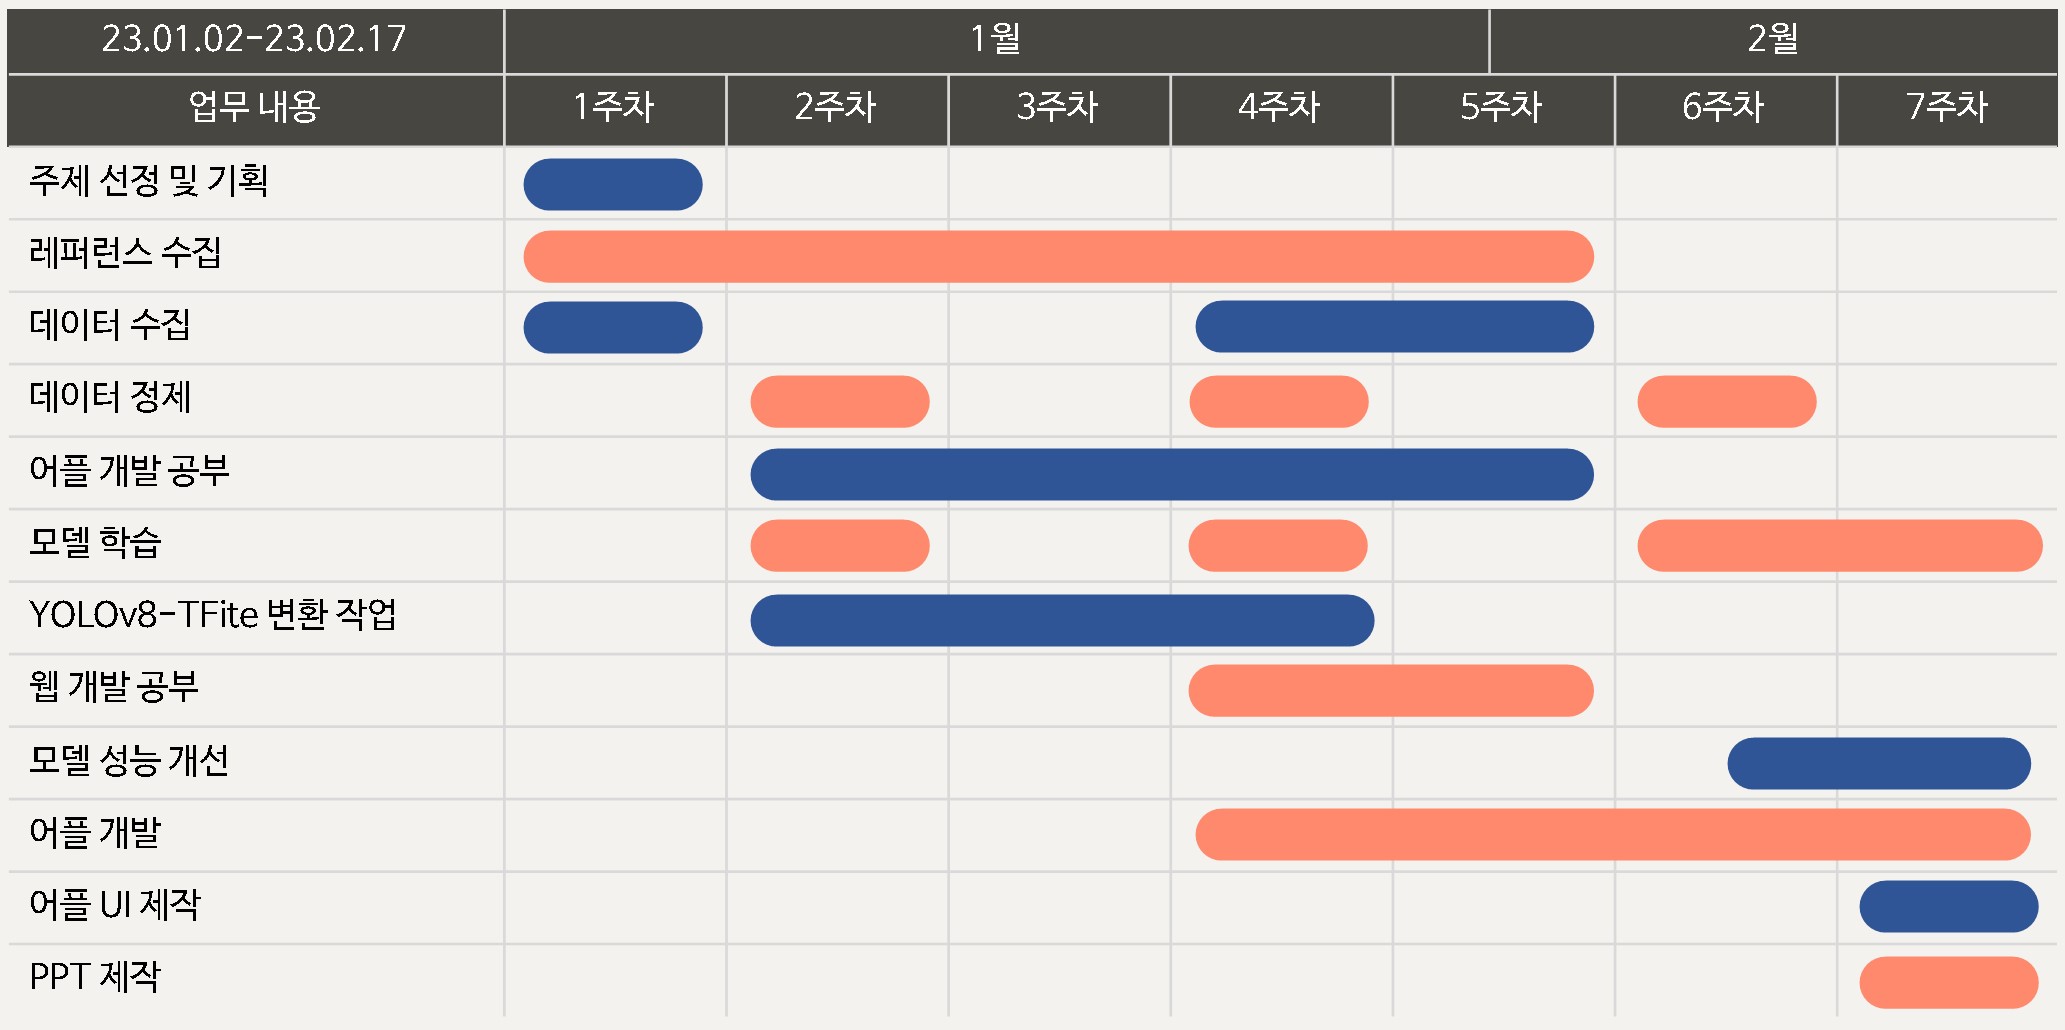 23.01.02-23.02.17 1월 2월
업무 내용 1주차 2주차 3주차 4주차 5주차 6주차 7주차
주제 선정 및 기획
레퍼런스 수집
데이터 수집
데이터 정제
어플 개발 공부
모델 학습
YOLOv8-TFite 변환 작업
웹 개발 공부
모델 성능 개선
어플 개발
어플 UI 제작
PPT 제작